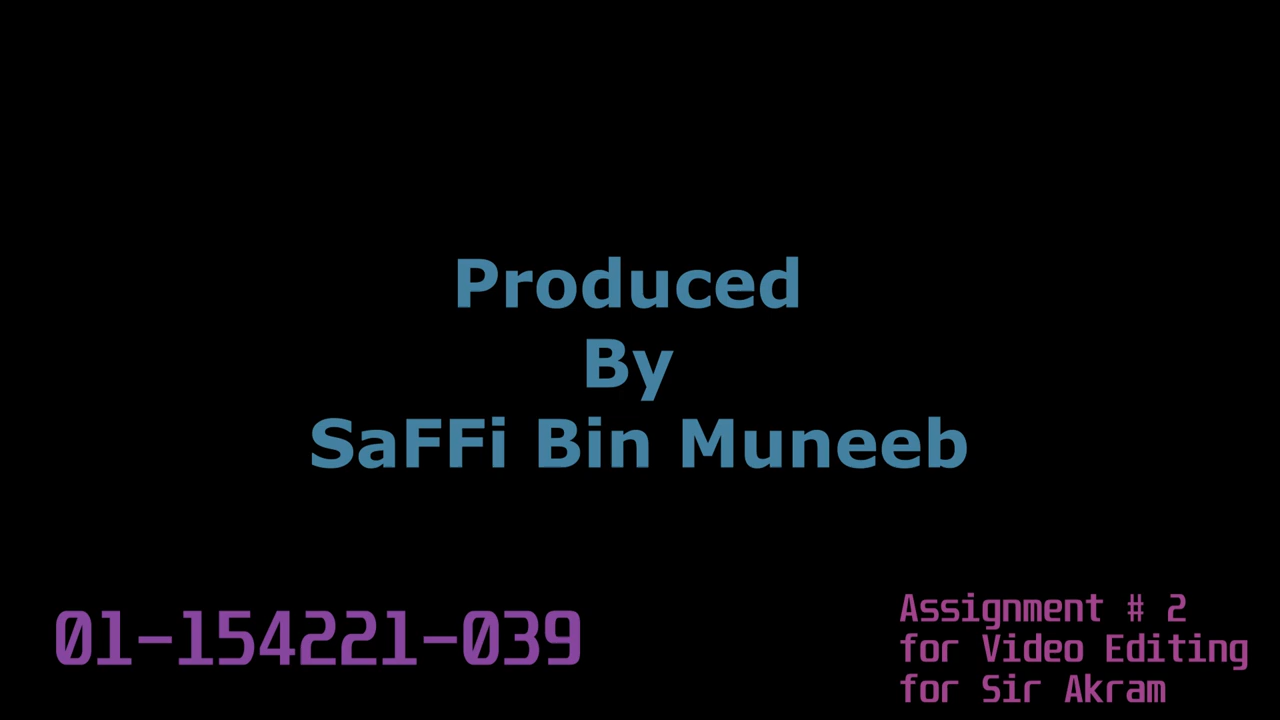 Produced
By
SaFFi Bin Muneeb
01-154221-039
Assignment # 2
for Video Editing
for Sir Akram